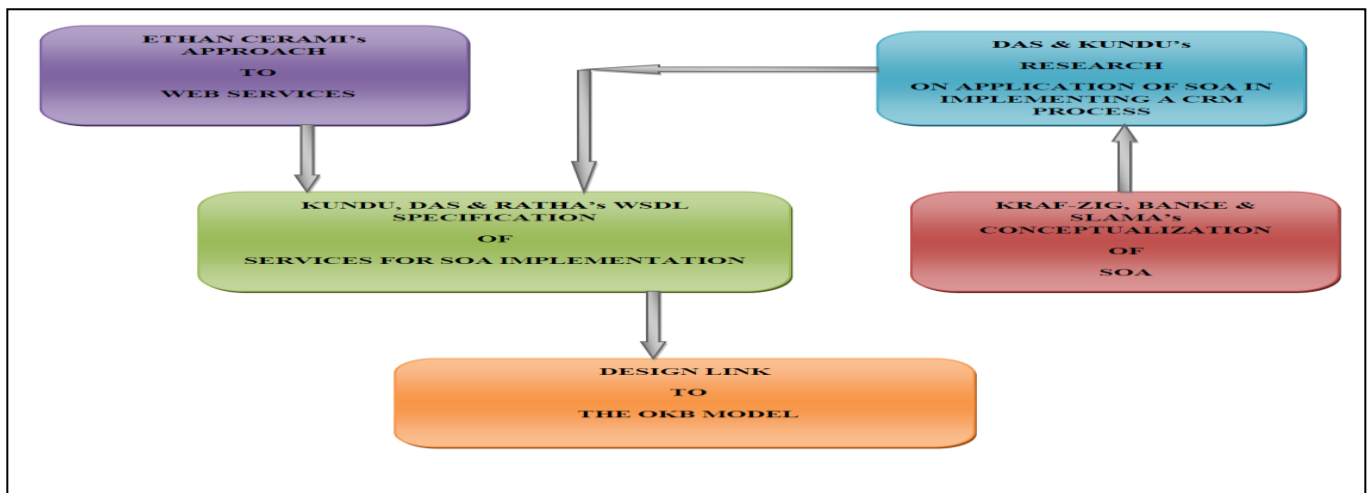 ETHAN CERAMI's
APPROACH
TO
WEB SERVICES
DAS & KUNDU's
RESEARCH
ON APPLICATION OF SOA IN
IMPLEMENTING A CRM
PROCESS
KUNDU, DAS & RATHA's WSDL
SPECIFICATION
OF
SERVICES FOR SOA IMPLEMENTATION
KRAF-ZIG, BANKE &
SLAMA's
CONCEPTUALIZATION
OF
SOA
DESIGN LINK
TO
THE OKB MODEL